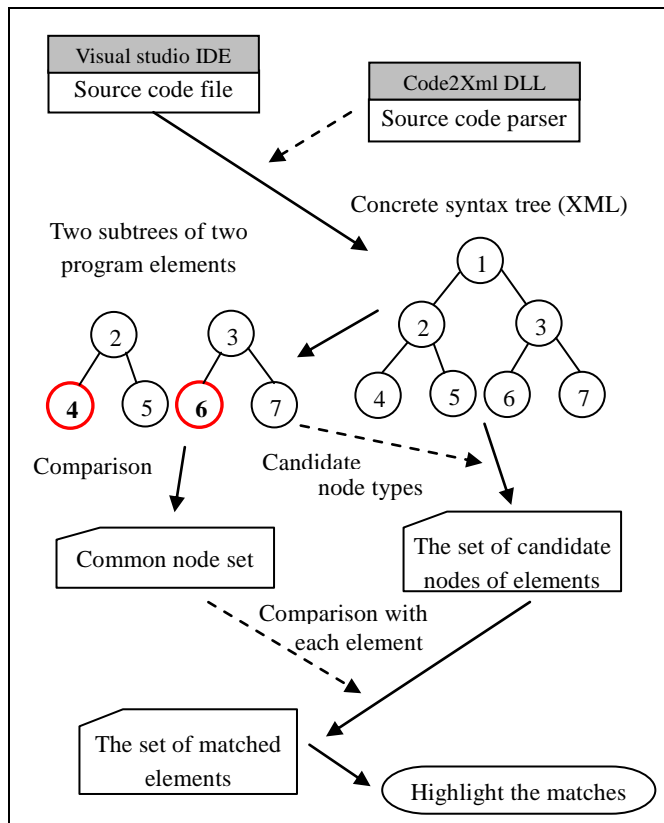 Visual studio IDE
Source code file
Code2Xml DLL
Source code parser
Concrete syntax tree (XML)
Two subtrees of two
program elements
1
2
3
2
3
4
5
6
7
4
5
6
7
Comparison
Candidate
node types
Common node set
The set of candidate
nodes of elements
Comparison with
each element
The set of matched
elements
Highlight the matches